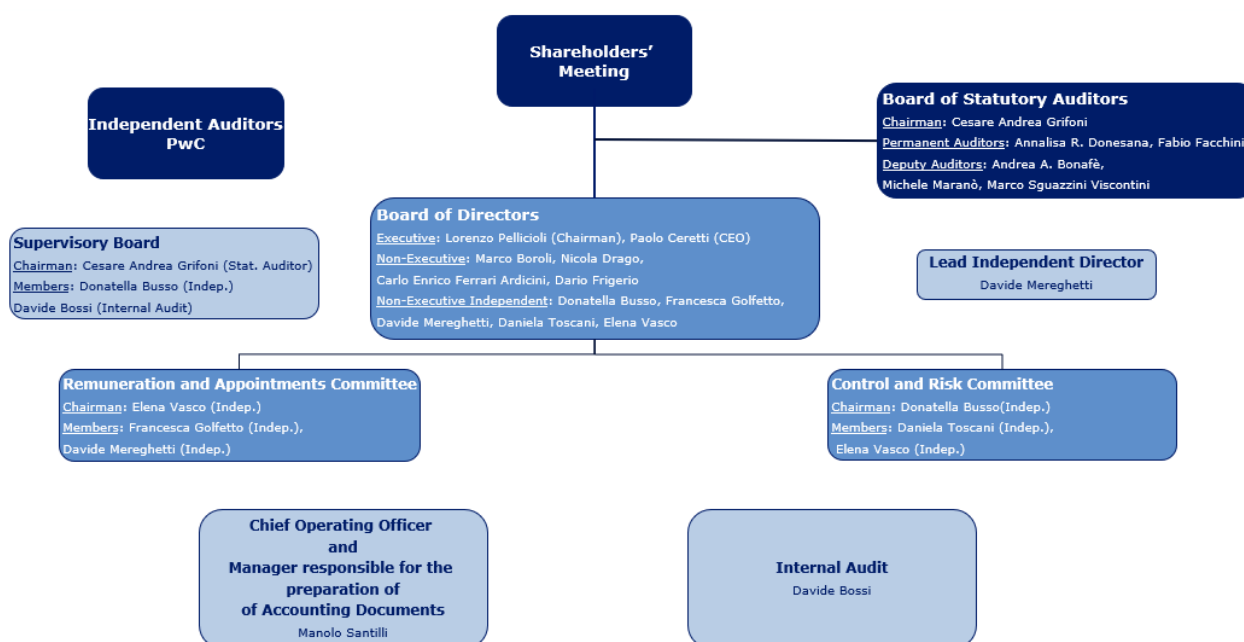 Shareholders'
Meeting
Independent Auditors
PwC
Board of Statutory Auditors
Chairman: Cesare Andrea Grifoni
Permanent Auditors: Annalisa R. Donesana, Fabio Facchini
Deputy Auditors: Andrea A. Bonafè,
Michele Maranò, Marco Sguazzini Viscontini
Board of Directors
Executive: Lorenzo Pellicioli (Chairman), Paolo Ceretti (CEO)
Non-Executive: Marco Boroli, Nicola Drago,
Carlo Enrico Ferrari Ardicini, Dario Frigerio
Non-Executive Independent: Donatella Busso, Francesca Golfetto,
Davide Mereghetti, Daniela Toscani, Elena Vasco
Supervisory Board
Chairman: Cesare Andrea Grifoni (Stat. Auditor)
Members: Donatella Busso (Indep.)
Davide Bossi (Internal Audit)
Lead Independent Director
Davide Mereghetti
Remuneration and Appointments Committee
Chairman: Elena Vasco (Indep.)
Members: Francesca Golfetto (Indep.),
Davide Mereghetti (Indep.)
Control and Risk Committee
Chairman: Donatella Busso(Indep.)
Members: Daniela Toscani (Indep.),
Elena Vasco (Indep.)
Chief Operating Officer
and
Manager responsible for the
preparation of
of Accounting Documents
Manolo Santilli
Internal Audit
Davide Bossi